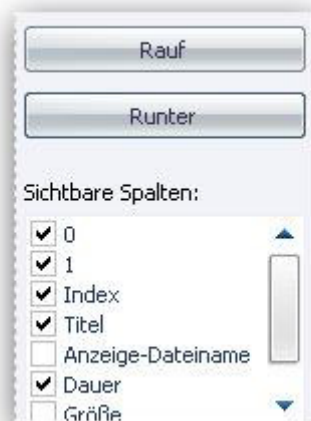 Rauf
Runter
Sichtbare Spalten:
0
1
Index
Titel
Anzeige-Dateiname
Dauer
Größe